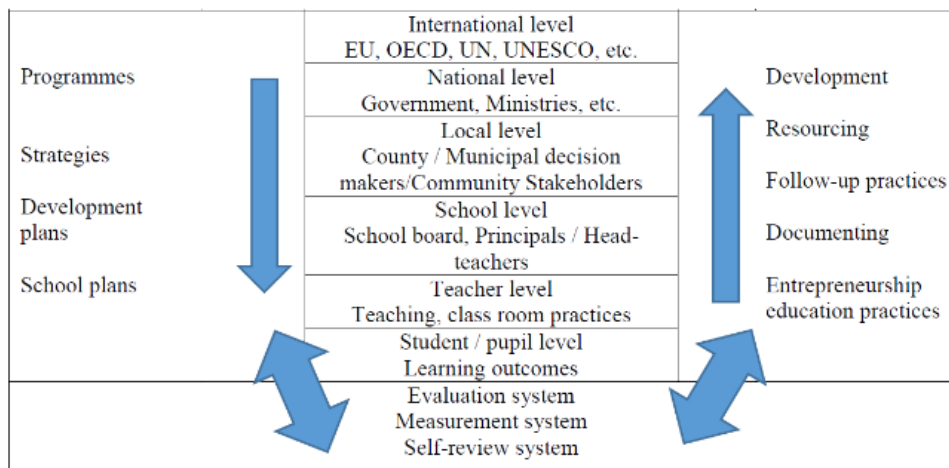 Programmes
Strategies
Development
plans
School plans
International level
EU, OECD, UN, UNESCO, etc.
National level
Government, Ministries, etc.
Local level
County / Municipal decision
makers/Community Stakeholders
School level
School board, Principals / Head-
teachers
Teacher level
Teaching, class room practices
Student / pupil level
Learning outcomes
Evaluation system
Measurement system
Self-review system
Development
Resourcing
Follow-up practices
Documenting
Entrepreneurship
education practices